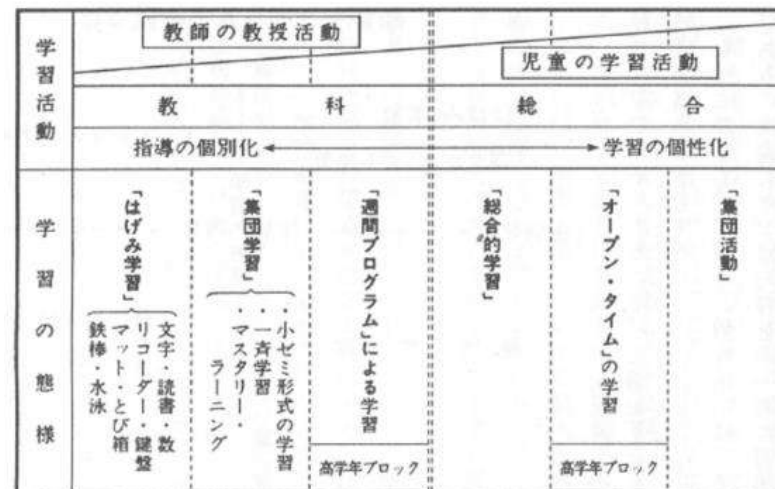 学習活動
教師の教授活動
児童の学習活動
教科
総合
指導の個別化
学習の個性化
学習の態様
「はげみ学習」
文字・読書・数
リコーダー・鍵盤
マット・とび箱
鉄棒・水泳
「集団学習」
・小ゼミ形式の学習
・一斉学習
・マスタリー・
ラーニング
「週間プログラム」による学習
高学年ブロック
「総合的学習」
「オープン・タイム」の学習
高学年ブロック
「集団活動」